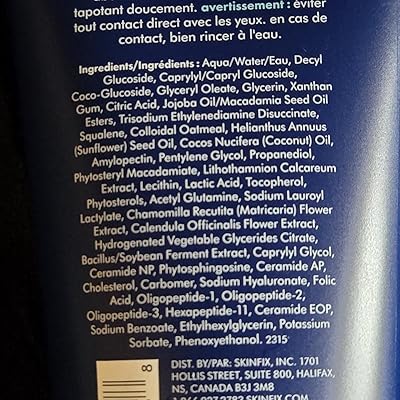 tapotant doucement. avertissement : éviter
tout contact direct avec les yeux. en cas de
contact, bien rincer à l'eau.
Ingredients/Ingrédients : Aqua/Water/Eau, Decyl
Glucoside, Caprylyl/Capryl Glucoside,
Coco-Glucoside, Glyceryl Oleate, Glycerin, Xanthan
Gum, Citric Acid, Jojoba Oil/Macadamia Seed Oil
Esters, Trisodium Ethylenediamine Disuccinate,
Squalene, Colloidal Oatmeal, Helianthus Annuus
(Sunflower) Seed Oil, Cocos Nucifera (Coconut) Oil,
Amylopectin, Pentylene Glycol, Propanediol,
Phytosteryl Macadamiate, Lithothamnion Calcareum
Extract, Lecithin, Lactic Acid, Tocopherol,
Phytosterols, Acetyl Glutamine, Sodium Lauroyl
Lactylate, Chamomilla Recutita (Matricaria) Flower
Extract, Calendula Officinalis Flower Extract,
Hydrogenated Vegetable Glycerides Citrate,
Bacillus/Soybean Ferment Extract, Caprylyl Glycol,
Ceramide NP, Phytosphingosine, Ceramide AP,
Cholesterol, Carbomer, Sodium Hyaluronate, Folic
Acid, Oligopeptide-1, Oligopeptide-2,
Oligopeptide-3, Hexapeptide-11, Ceramide EOP,
Sodium Benzoate, Ethylhexylglycerin, Potassium
Sorbate, Phenoxyethanol. 2315
8
DIST. BY/PAR: SKINFIX, INC. 1701
HOLLIS STREET, SUITE 800, HALIFAX,
NS, CANADA B3J 3M8
SKINFIX.COM